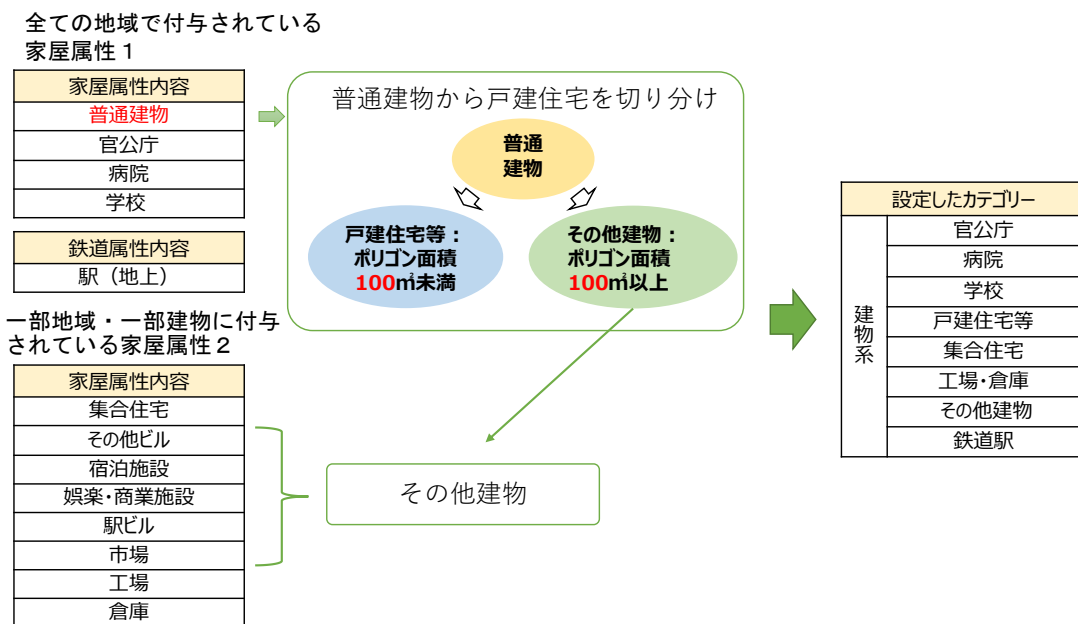 全ての地域で付与されている
家屋属性１
家屋属性内容
普通建物
官公庁
病院
学校
鉄道属性内容
駅（地上）
一部地域・一部建物に付与
されている家屋属性２
家屋属性内容
集合住宅
その他ビル
宿泊施設
娯楽・商業施設
駅ビル
市場
工場
倉庫
普通建物から戸建住宅を切り分け
普通
建物
戸建住宅等：
ポリゴン面積
100㎡未満
その他建物：
ポリゴン面積
100㎡以上
その他建物
設定したカテゴリー
建物系
官公庁
病院
学校
戸建住宅等
集合住宅
工場・倉庫
その他建物
鉄道駅